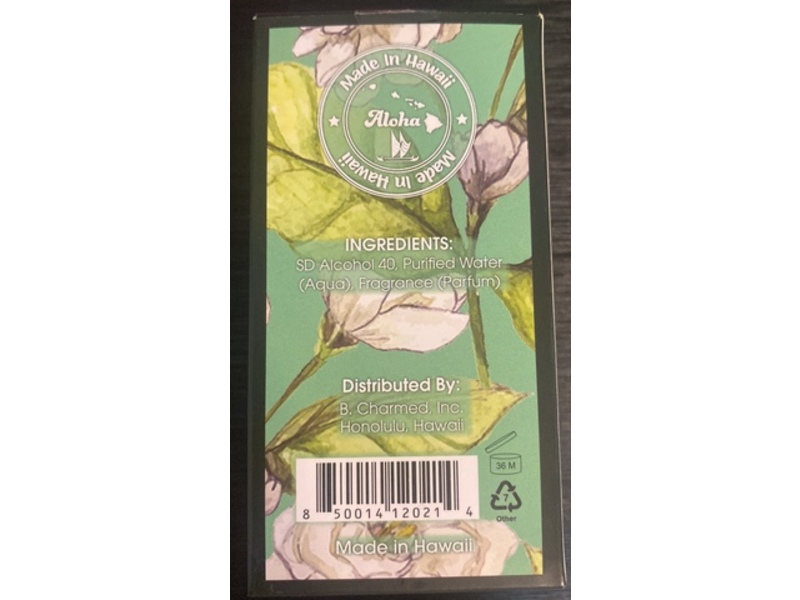 Made In Hawaii
Aloha
Made In Hawaii
INGREDIENTS:
SD Alcohol 40, Purified Water
(Aqua), Fragrance (Parfum)
Distributed By:
B. Charmed, Inc.
Honolulu, Hawaii
36 M
7
Other
8 50014 12021 4
Made in Hawaii